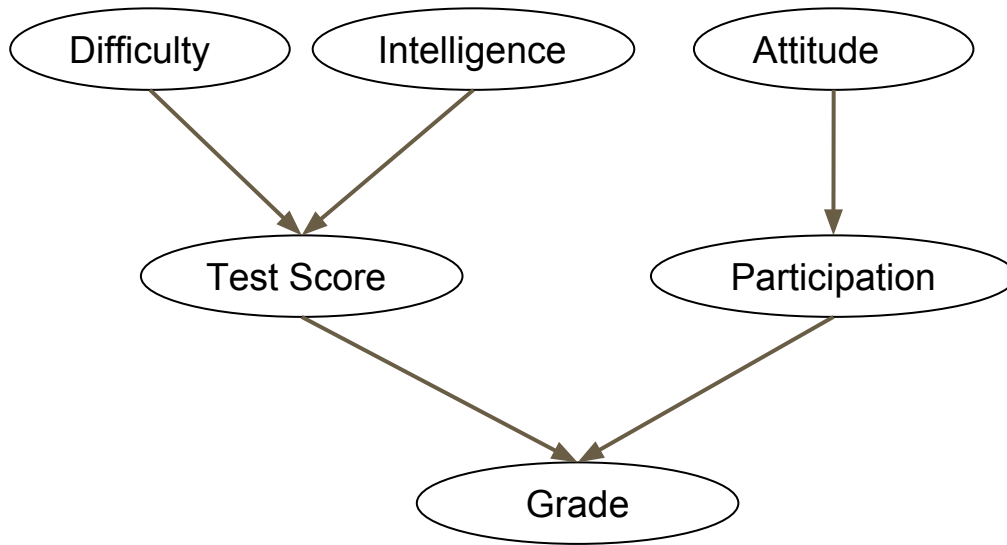 Difficulty
Intelligence
Attitude
Test Score
Participation
Grade